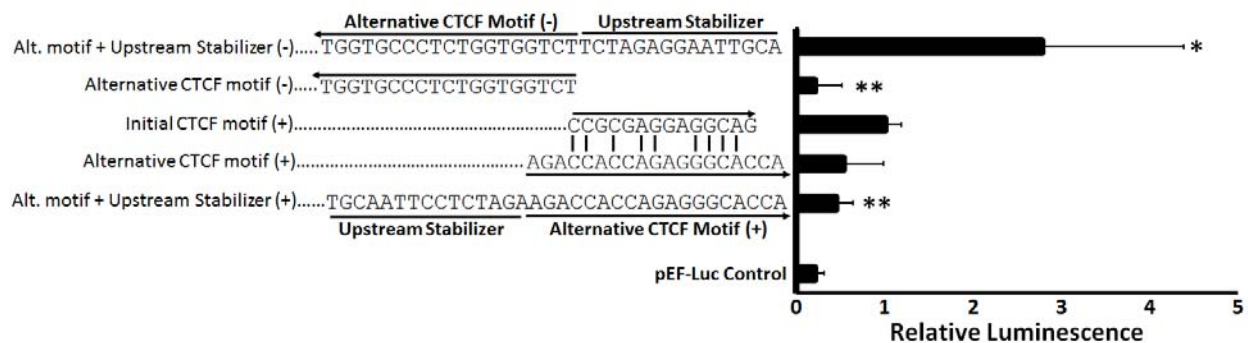 Alternative CTCF Motif (-) Upstream Stabilizer
Alt. motif + Upstream Stabilizer (-)..... TGGTGCCCTCTGGTGGTCTTCTAGAGGAATTGCA *
Alternative CTCF motif (-)..... TGGTGCCCTCTGGTGGTCT **
Initial CTCF motif (+)............................................................ CCGCGAGGAGGCAG
Alternative CTCF motif (+)................................................. AGACCACCAGAGGGCACCA
Alt. motif + Upstream Stabilizer (+)...... TGCAATTCCTCTAGAAGACCACCAGAGGGCACCA **
Upstream Stabilizer Alternative CTCF Motif (+)
pEF-Luc Control
0 1 2 3 4 5
Relative Luminescence